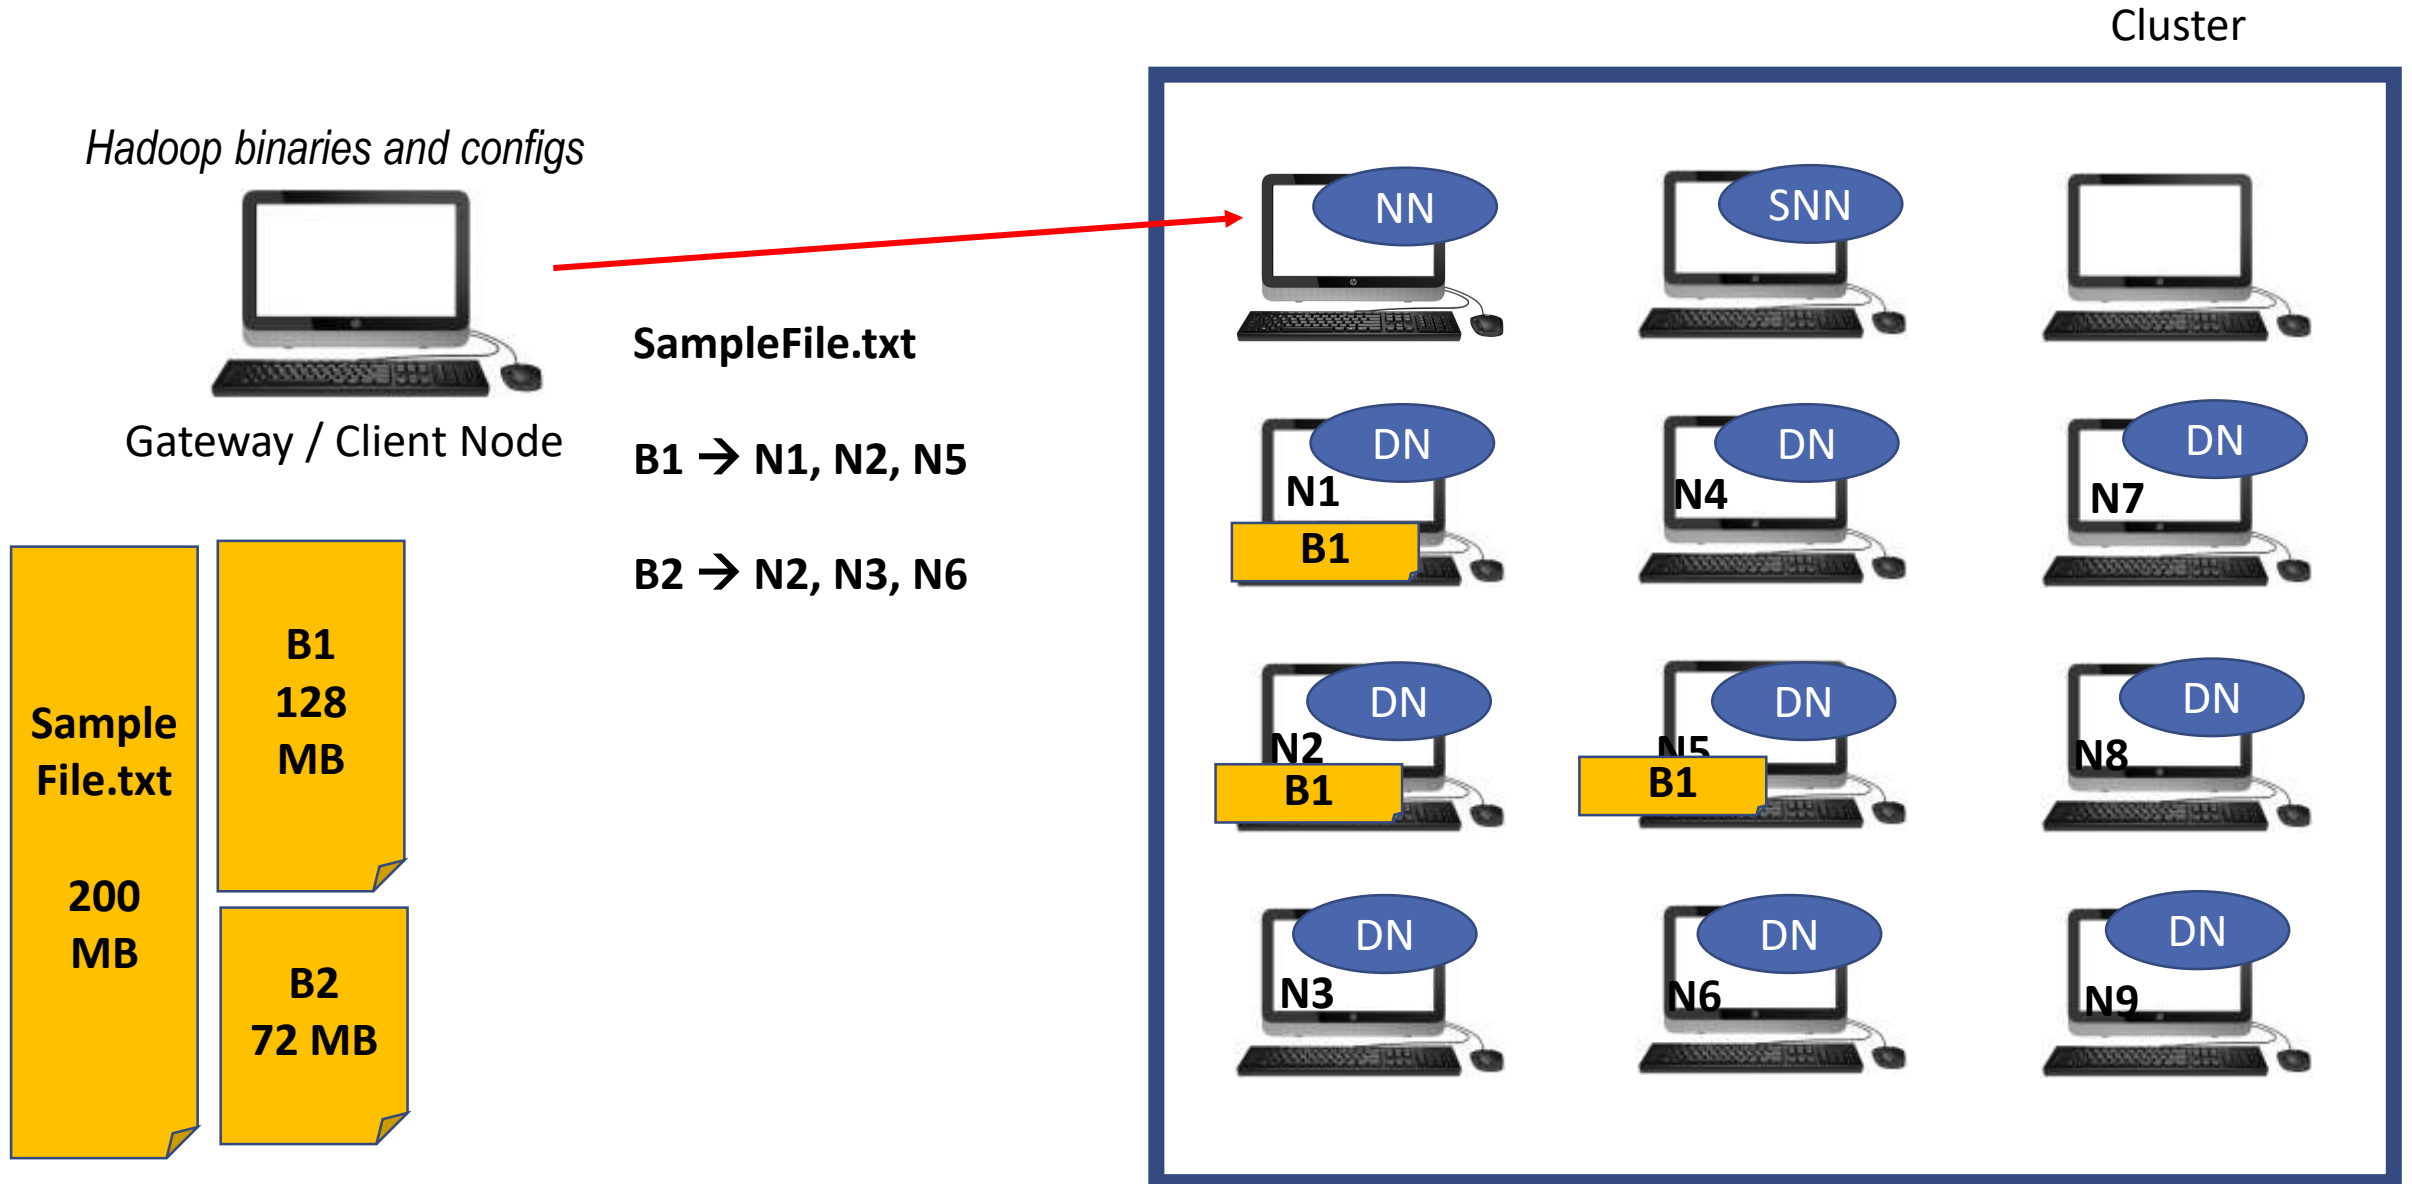 Cluster
Hadoop binaries and configs
Gateway / Client Node
SampleFile.txt
B1 → N1, N2, N5
B2 → N2, N3, N6
Sample
File.txt
200
MB
B1
128
MB
B2
72 MB
NN
SNN
DN
N1
B1
DN
N4
DN
N7
DN
N2
B1
DN
N5
B1
DN
N8
DN
N3
DN
N6
DN
N9